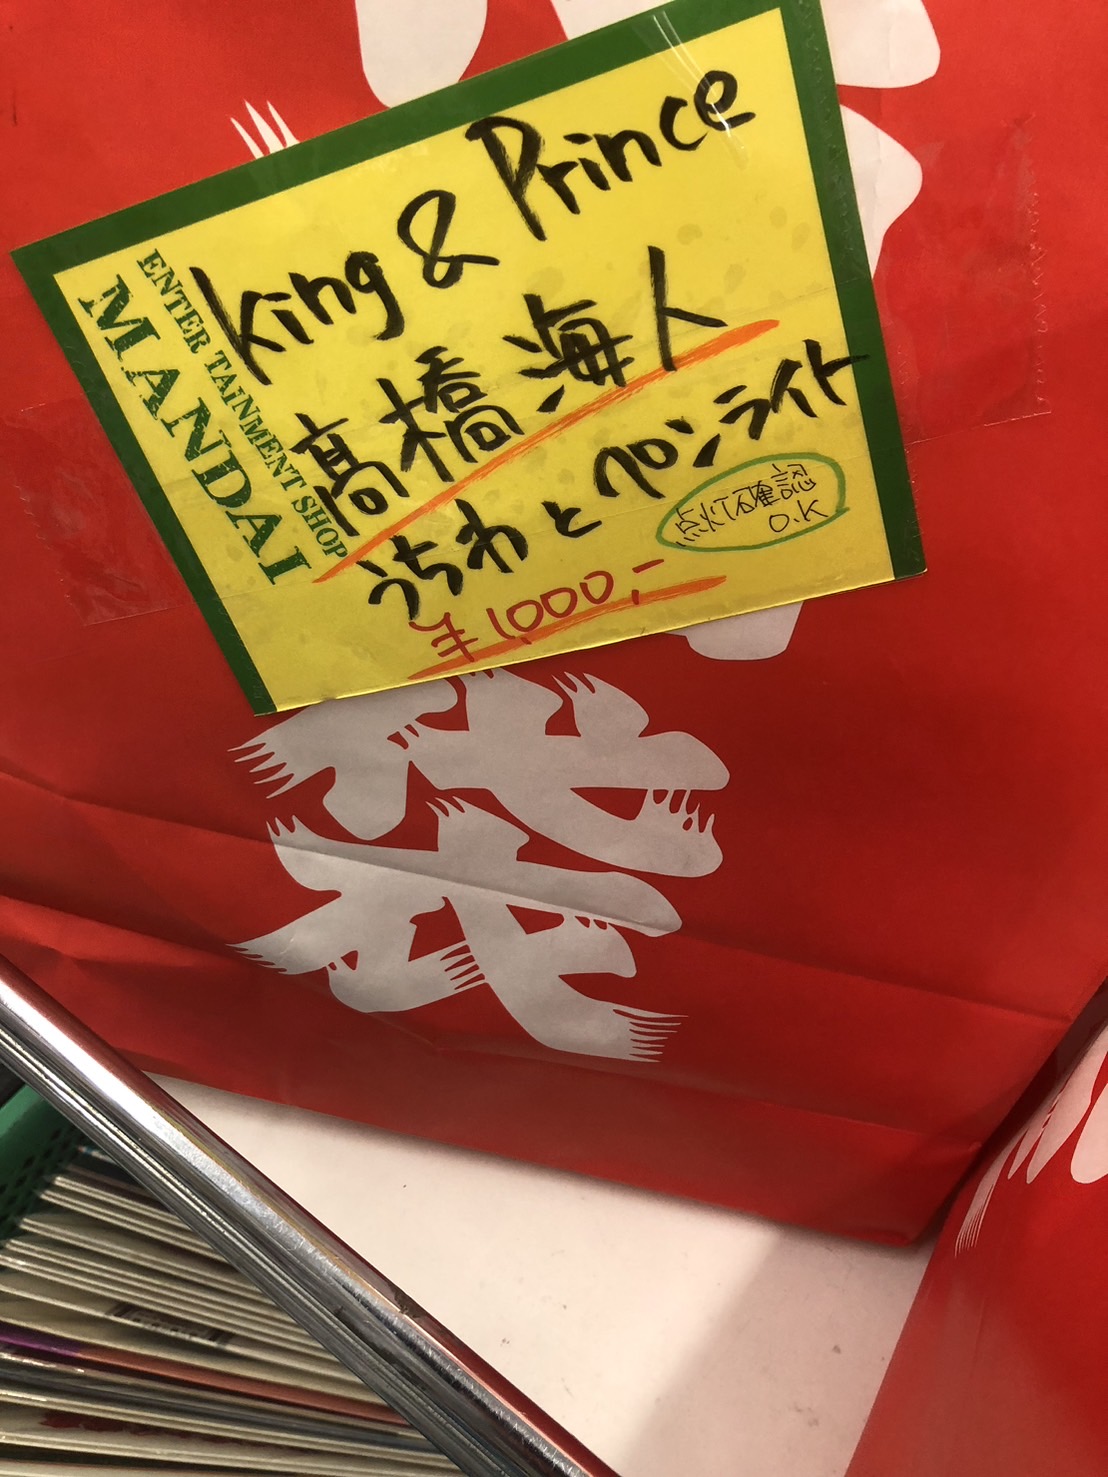 King & Prince
髙橋海人
うちわとペンライト
点灯確認
O.K
¥1000,-
ENTER TAiNMENT SHOP
MANDAI
袋